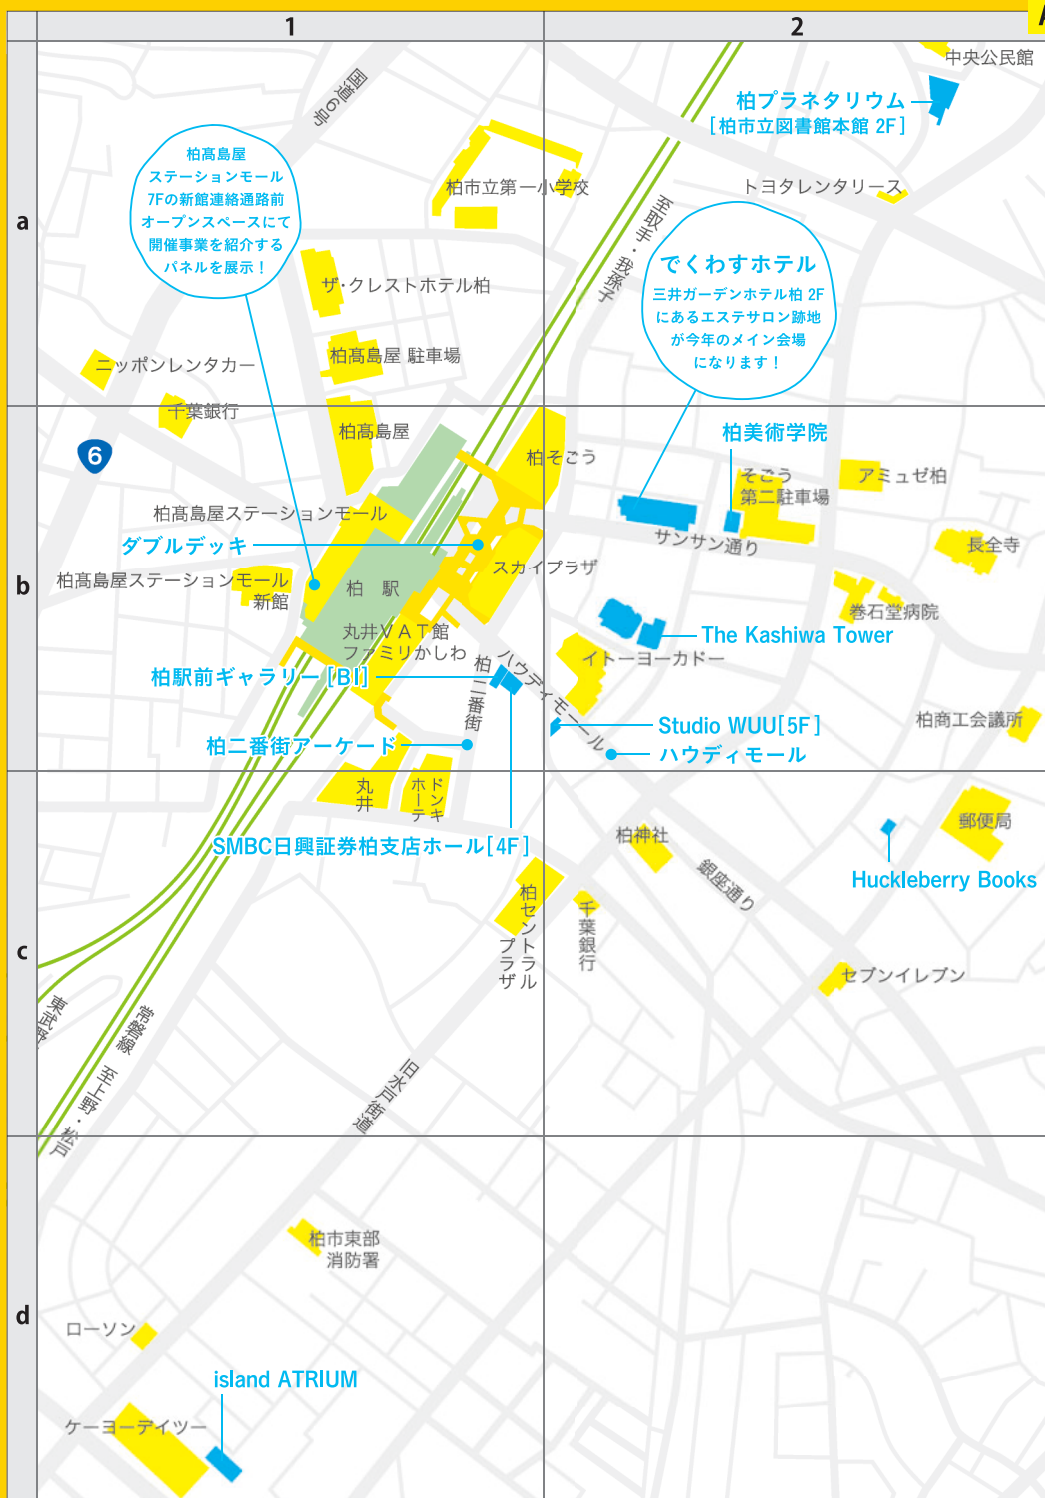 1
2
A
a
b
c
d
国道6号
中央公民館
柏プラネタリウム
[柏市立図書館本館 2F]
柏髙島屋
ステーションモール
7Fの新館連絡通路前
オープンスペースにて
開催事業を紹介する
パネルを展示！
柏市立第一小学校
トヨタレンタリース
至取手・我孫子
でくわすホテル
三井ガーデンホテル柏 2F
にあるエステサロン跡地
が今年のメイン会場
になります！
ザ・クレストホテル柏
柏髙島屋 駐車場
ニッポンレンタカー
千葉銀行
柏髙島屋
6
柏そごう
柏美術学院
そごう
第二駐車場
アミュゼ柏
柏髙島屋ステーションモール
ダブルデッキ
サンサン通り
長全寺
スカイプラザ
柏髙島屋ステーションモール
新館
柏 駅
巻石堂病院
丸井VAT館
ファミリかしわ
The Kashiwa Tower
イトーヨーカドー
柏駅前ギャラリー[B1]
柏二番街
ハウディモール
Studio WUU[5F]
柏商工会議所
柏二番街アーケード
ハウディモール
丸井
ドンキ
ホーテ
SMBC日興証券柏支店ホール[4F]
柏神社
郵便局
銀座通り
Huckleberry Books
柏セントラル
プラザ
千葉銀行
セブンイレブン
常磐線 至上野・松戸
旧水戸街道
柏市東部
消防署
ローソン
island ATRIUM
ケーヨーデイツー